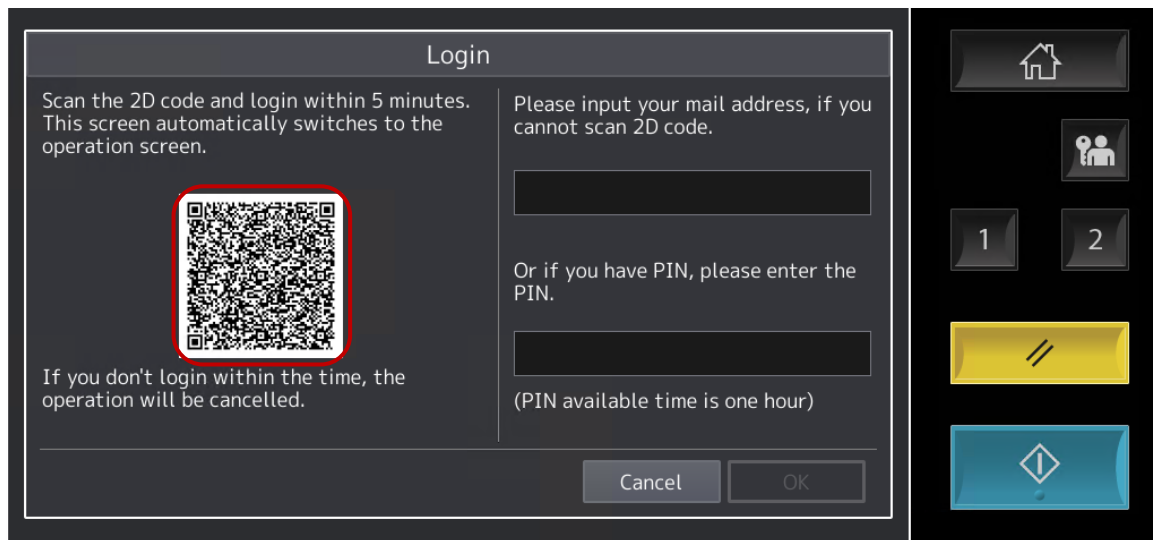 Login
Scan the 2D code and login within 5 minutes.
This screen automatically switches to the
operation screen.
If you don't login within the time, the
operation will be cancelled.
Please input your mail address, if you
cannot scan 2D code.
Or if you have PIN, please enter the
PIN.
(PIN available time is one hour)
Cancel
OK
1
2